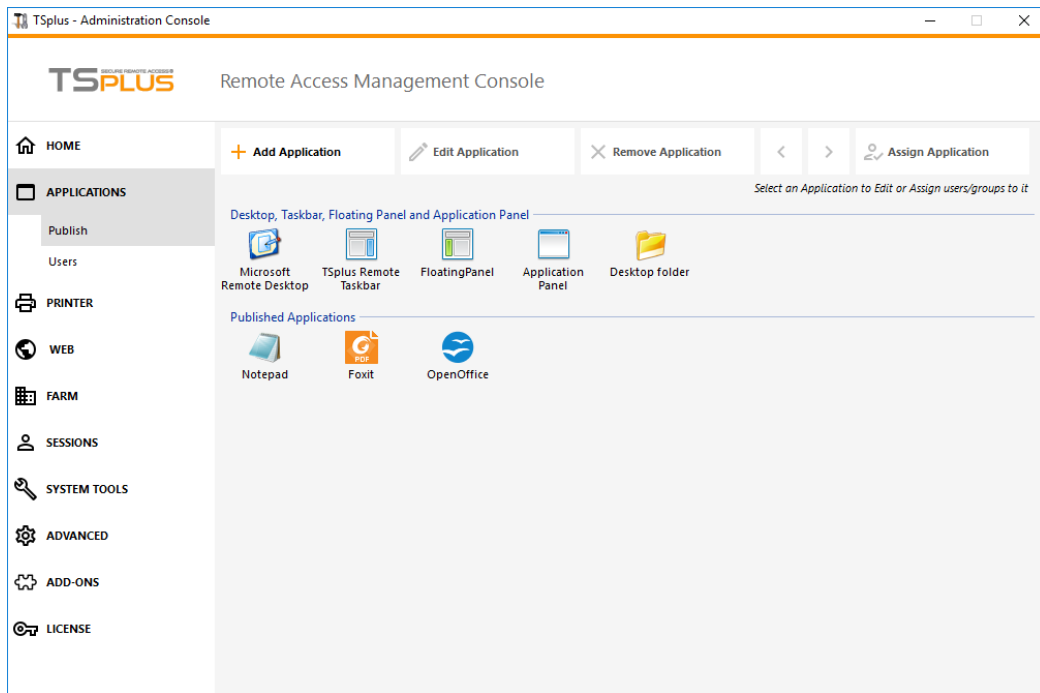 TSplus - Administration Console
TSPLUS
SECURE REMOTE ACCESS®
Remote Access Management Console
HOME
APPLICATIONS
Publish
Users
PRINTER
WEB
FARM
SESSIONS
SYSTEM TOOLS
ADVANCED
ADD-ONS
LICENSE
Add Application
Edit Application
Remove Application
Assign Application
Select an Application to Edit or Assign users/groups to it
Desktop, Taskbar, Floating Panel and Application Panel
Microsoft
Remote Desktop
TSplus Remote
Taskbar
FloatingPanel
Application
Panel
Desktop folder
Published Applications
Notepad
PDF
Foxit
OpenOffice